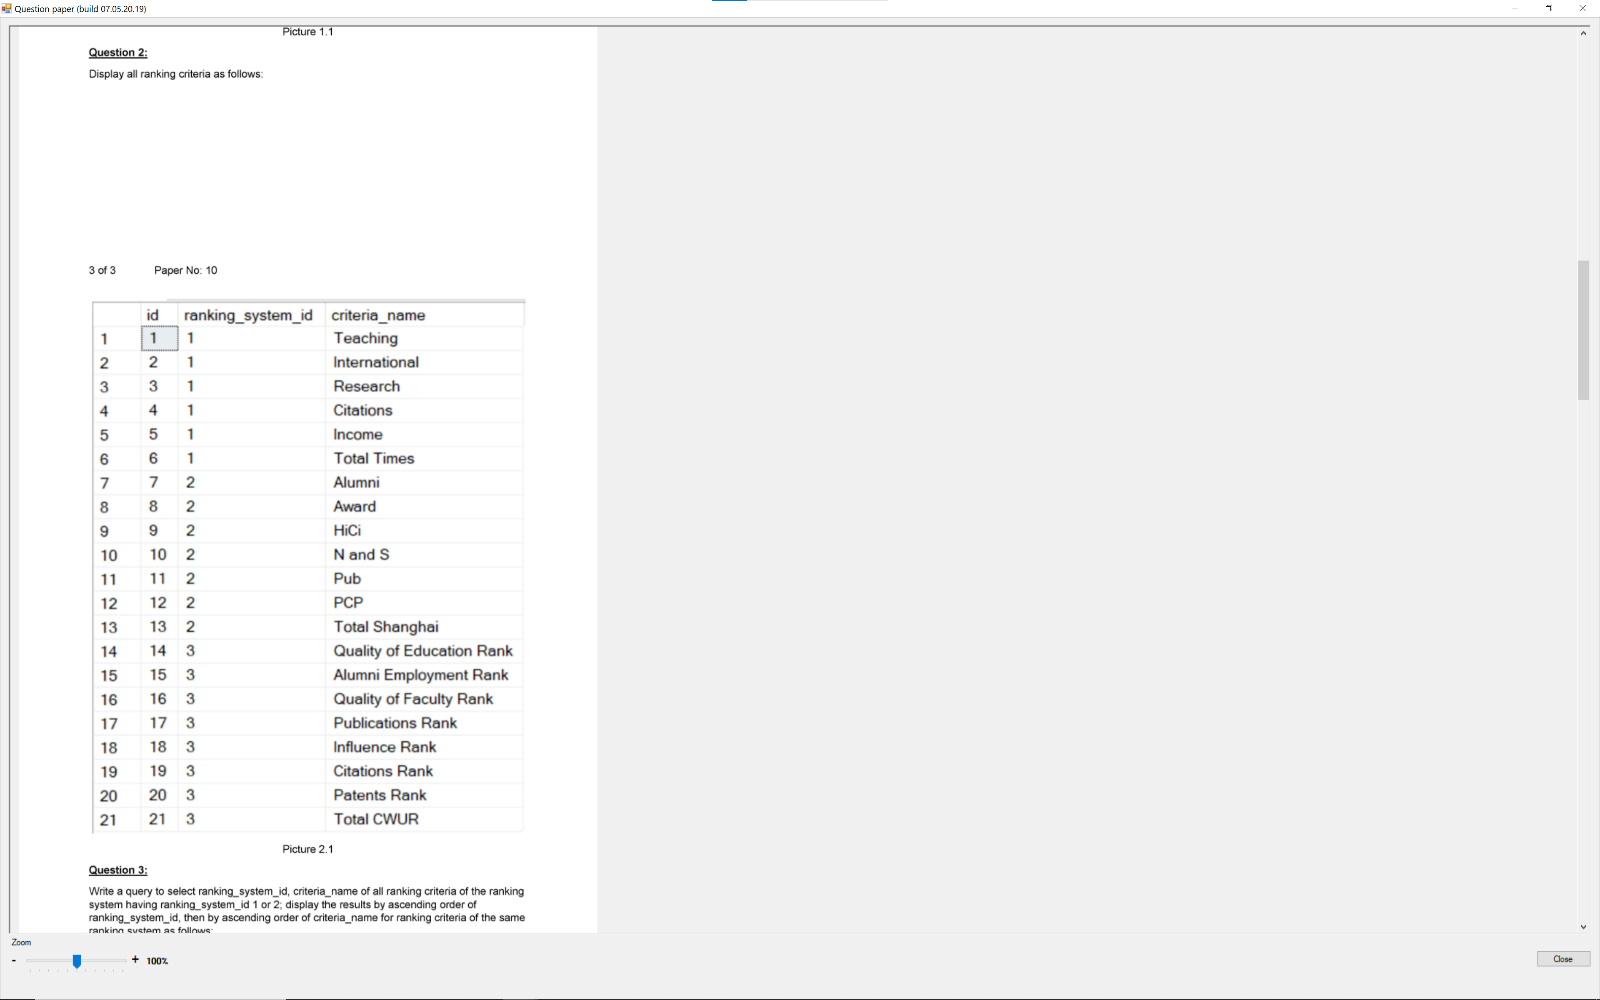 Question paper (build 07.05.20.19)
Picture 1.1
Question 2:
Display all ranking criteria as follows:
3 of 3 Paper No: 10
id ranking_system_id criteria_name
1 1 1 Teaching
2 2 1 International
3 3 1 Research
4 4 1 Citations
5 5 1 Income
6 6 1 Total Times
7 7 2 Alumni
8 8 2 Award
9 9 2 HiCi
10 10 2 N and S
11 11 2 Pub
12 12 2 PCP
13 13 2 Total Shanghai
14 14 3 Quality of Education Rank
15 15 3 Alumni Employment Rank
16 16 3 Quality of Faculty Rank
17 17 3 Publications Rank
18 18 3 Influence Rank
19 19 3 Citations Rank
20 20 3 Patents Rank
21 21 3 Total CWUR
Picture 2.1
Question 3:
Write a query to select ranking_system_id, criteria_name of all ranking criteria of the ranking
system having ranking_system_id 1 or 2; display the results by ascending order of
ranking_system_id, then by ascending order of criteria_name for ranking criteria of the same
ranking system as follows:
Zoom
- + 100%
Close